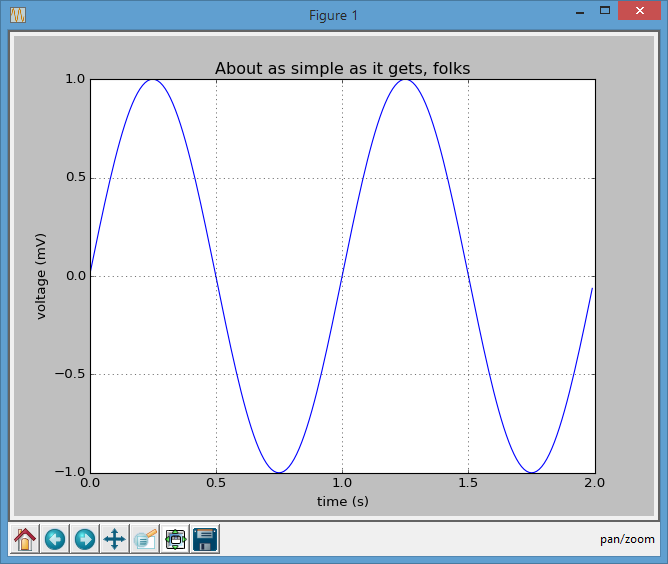 Figure 1
About as simple as it gets, folks
1.0
0.5
0.0
−0.5
−1.0
voltage (mV)
0.0 0.5 1.0 1.5 2.0
time (s)
pan/zoom